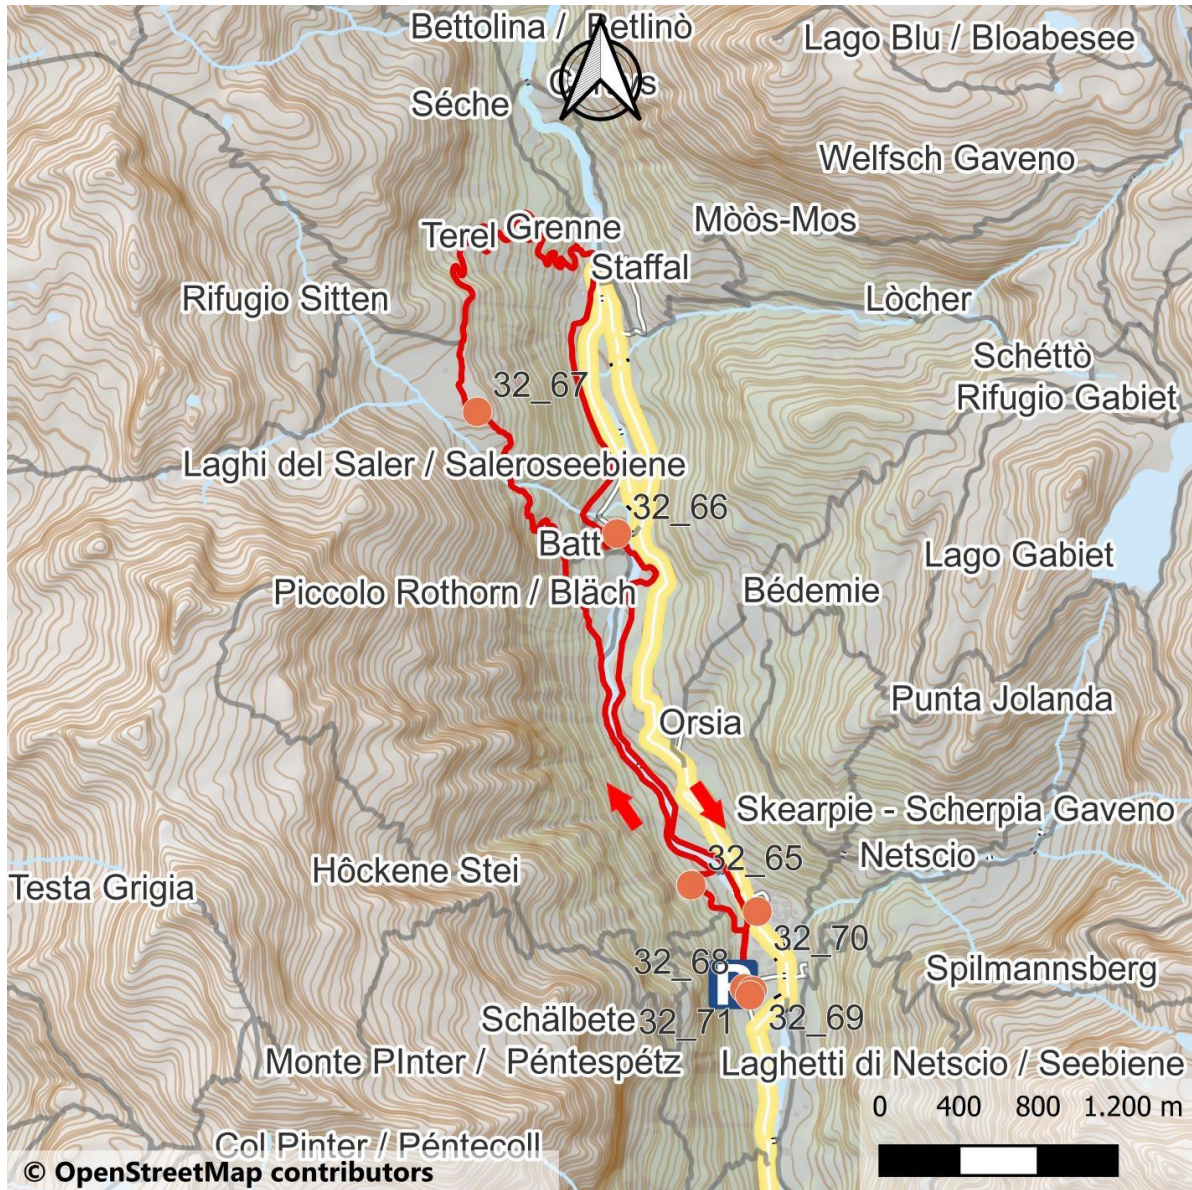 Bettolina / Betlinò
Lago Blu / Bloabesee
Séche
Welfsch Gaveno
Mòòs-Mos
Terel
Grenne
Staffal
Rifugio Sitten
Lòcher
Schéttò
32_67
Rifugio Gabiet
Laghi del Saler / Saleroseebiene
32_66
Batt
Lago Gabiet
Piccolo Rothorn / Bläch
Bédemie
Punta Jolanda
Orsia
Skearpie - Scherpia Gaveno
32_65
Netscio
Hôckene Stei
Testa Grigia
32_70
32_68
P
Spilmannsberg
Schälbete
32_71
32_69
Monte PInter / Péntespétz
Laghetti di Netscio / Seebiene
0 400 800 1.200 m
Col Pinter / Péntecoll
© OpenStreetMap contributors